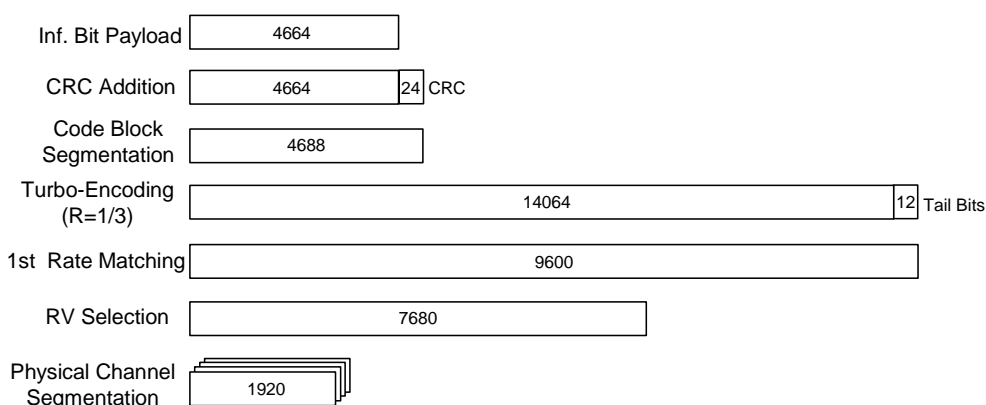 Inf. Bit Payload 4664
CRC Addition 4664 24 CRC
Code Block
Segmentation 4688
Turbo-Encoding
(R=1/3) 14064 12 Tail Bits
1st Rate Matching 9600
RV Selection 7680
Physical Channel
Segmentation 1920